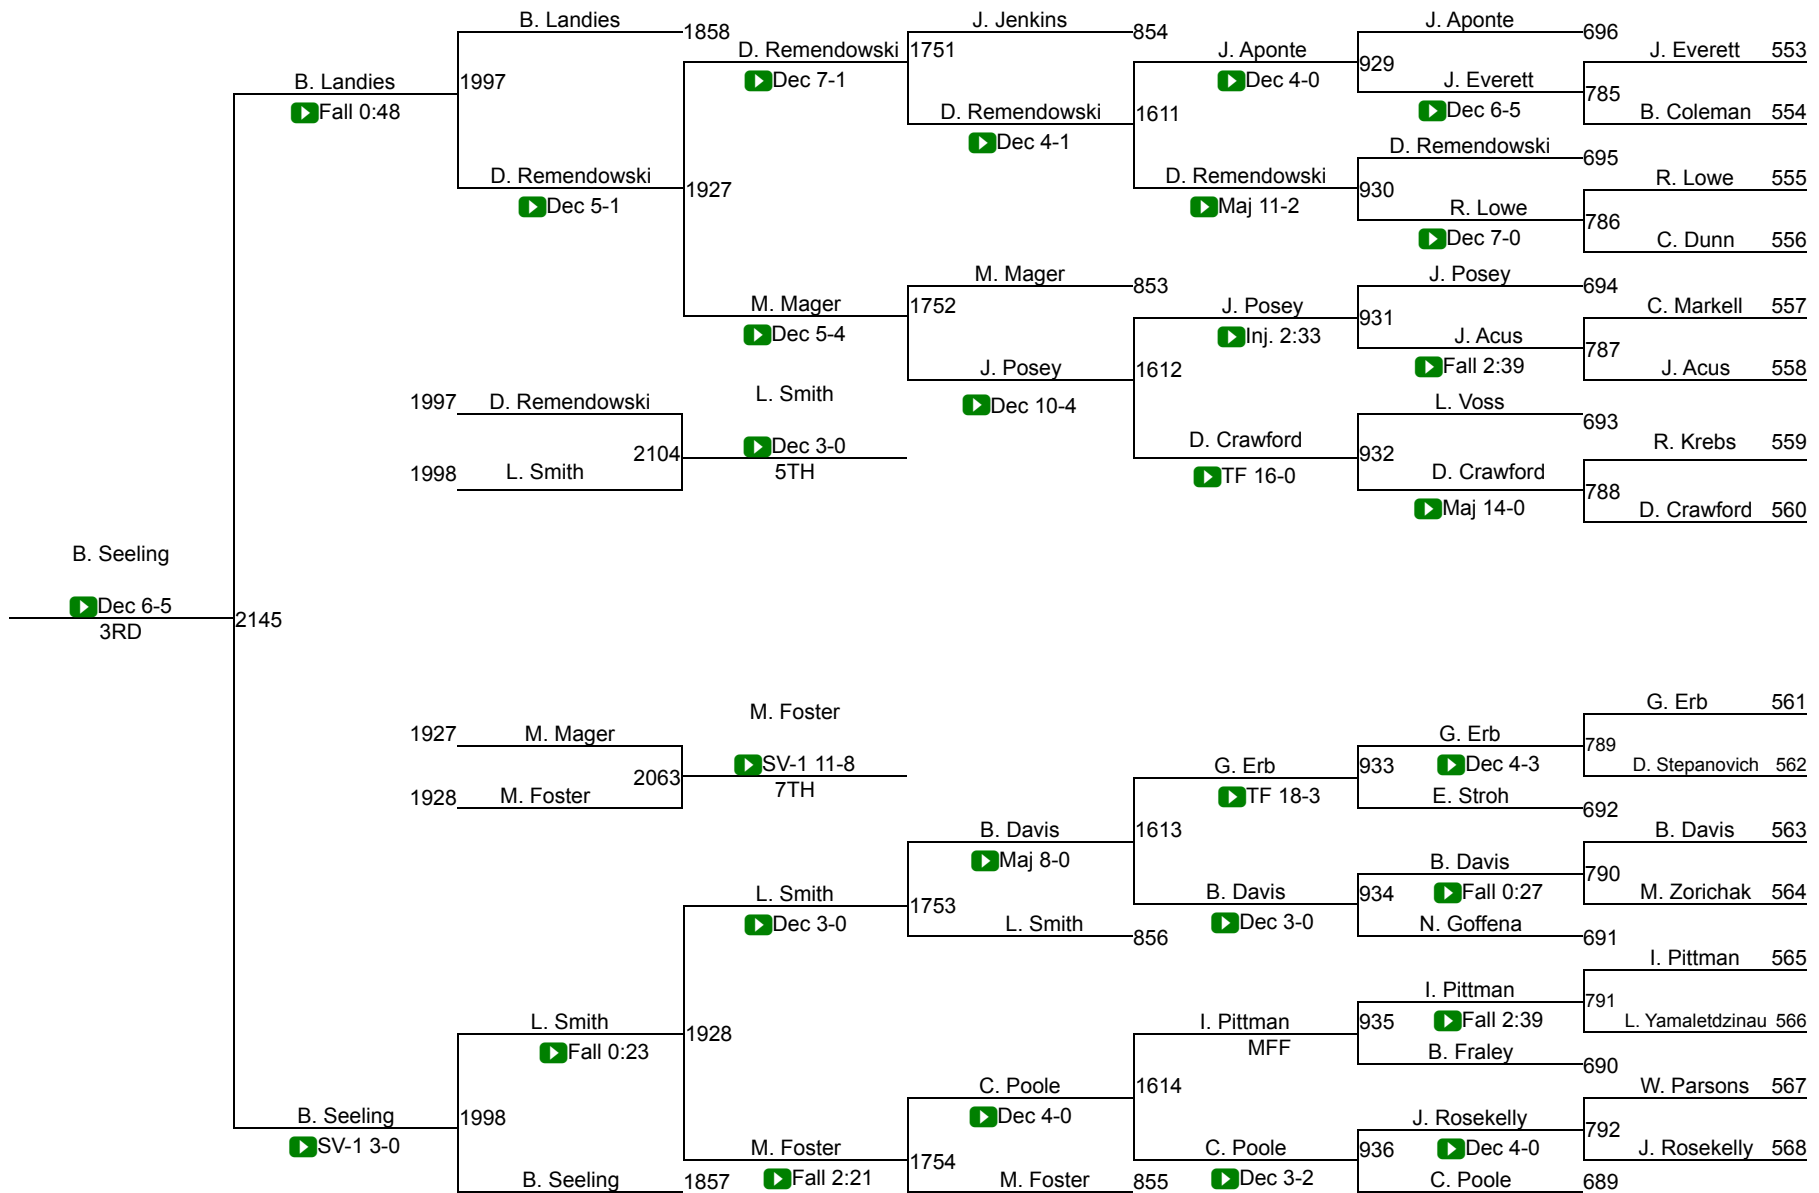 B. Landies
1858
J. Jenkins
854
J. Aponte
696
D. Remendowski
1751
J. Aponte
929
J. Everett 553
B. Landies
1997
Dec 7-1
Dec 4-0
J. Everett
785
Fall 0:48
D. Remendowski
1611
Dec 6-5
B. Coleman 554
Dec 4-1
D. Remendowski
695
D. Remendowski
1927
D. Remendowski
930
R. Lowe 555
Dec 5-1
Maj 11-2
R. Lowe
786
Dec 7-0
C. Dunn 556
M. Mager
853
J. Posey
694
M. Mager
1752
J. Posey
931
C. Markell 557
Dec 5-4
Inj. 2:33
J. Acus
787
J. Posey
1612
Fall 2:39
J. Acus 558
L. Smith
1997 D. Remendowski
Dec 10-4
L. Voss
693
2104
Dec 3-0
D. Crawford
932
R. Krebs 559
1998 L. Smith
5TH
TF 16-0
D. Crawford
788
Maj 14-0
D. Crawford 560
B. Seeling
Dec 6-5
3RD
2145
M. Foster
G. Erb 561
1927 M. Mager
G. Erb
789
2063
SV-1 11-8
G. Erb
933
Dec 4-3
D. Stepanovich 562
1928 M. Foster
7TH
TF 18-3
E. Stroh
692
B. Davis
1613
B. Davis 563
Maj 8-0
B. Davis
790
L. Smith
1753
B. Davis
934
Fall 0:27
M. Zorichak 564
Dec 3-0
L. Smith
856
Dec 3-0
N. Goffena
691
I. Pittman 565
I. Pittman
791
L. Smith
1928
I. Pittman
935
Fall 2:39
L. Yamaletdzinau 566
Fall 0:23
MFF
B. Fraley
690
C. Poole
1614
W. Parsons 567
B. Seeling
1998
Dec 4-0
J. Rosekelly
792
SV-1 3-0
M. Foster
1754
C. Poole
936
Dec 4-0
J. Rosekelly 568
B. Seeling
1857
Fall 2:21
M. Foster
855
Dec 3-2
C. Poole
689